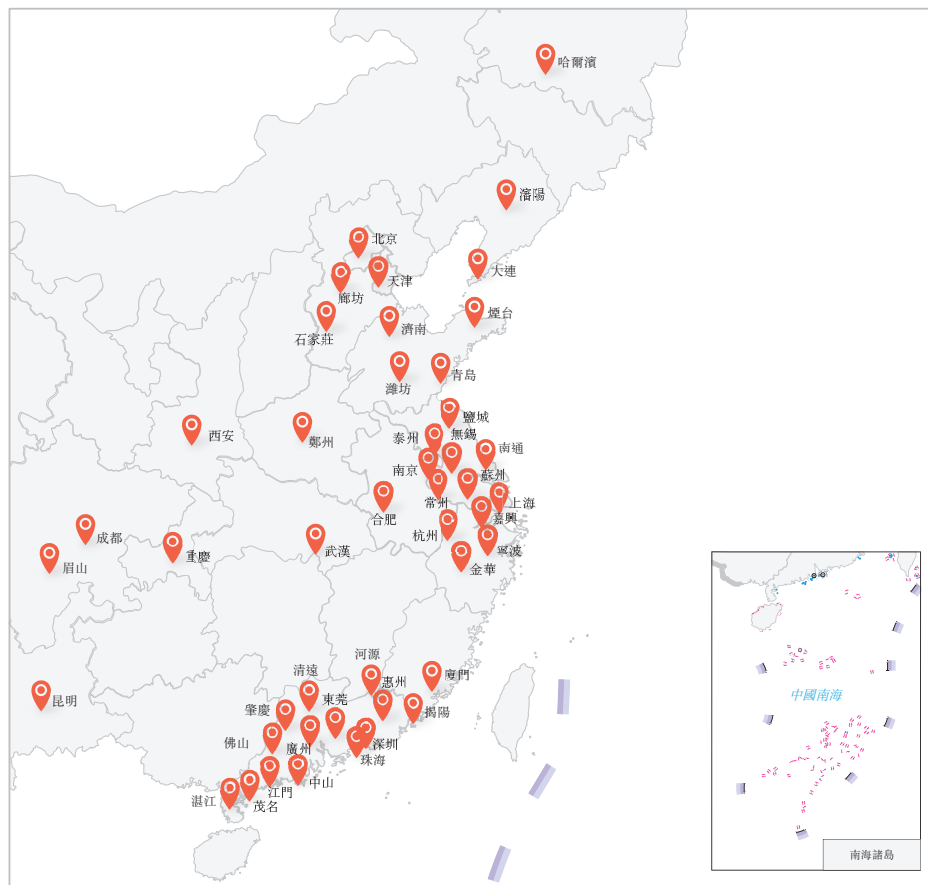 哈爾濱
瀋陽
北京
大連
天津
廊坊
煙台
濟南
石家莊
青島
濰坊
鹽城
西安
泰州
無錫
鄭州
南通
南京
蘇州
常州
上海
合肥
嘉興
杭州
成都
寧波
武漢
重慶
眉山
金華
河源
清遠
廈門
惠州
昆明
東莞
揭陽
肇慶
佛山
廣州
深圳
珠海
中山
江門
湛江
茂名
中國南海
南海諸島